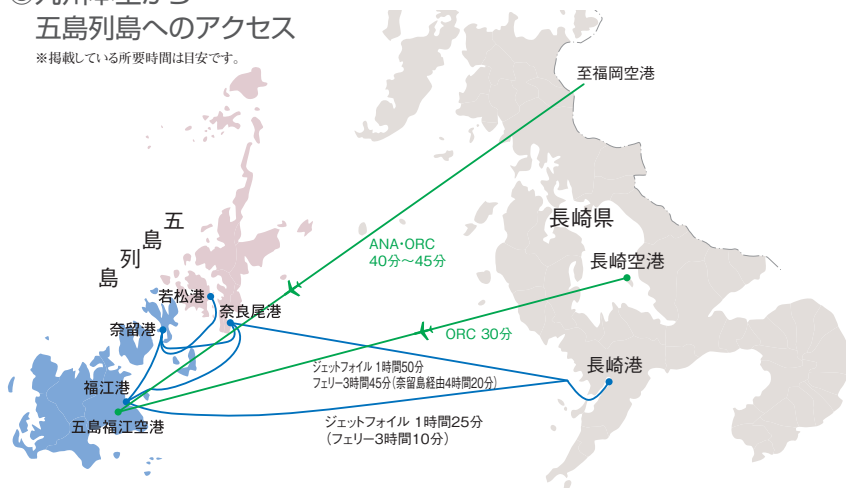 五島列島へのアクセス
※掲載している所要時間は目安です。
至福岡空港
五島列島
長崎県
ANA・ORC
40分～45分
長崎空港
若松港
奈良尾港
奈留港
ORC 30分
ジェットフォイル 1時間50分
フェリー3時間45分(奈留島経由4時間20分)
長崎港
福江港
五島福江空港
ジェットフォイル 1時間25分
（フェリー3時間10分）